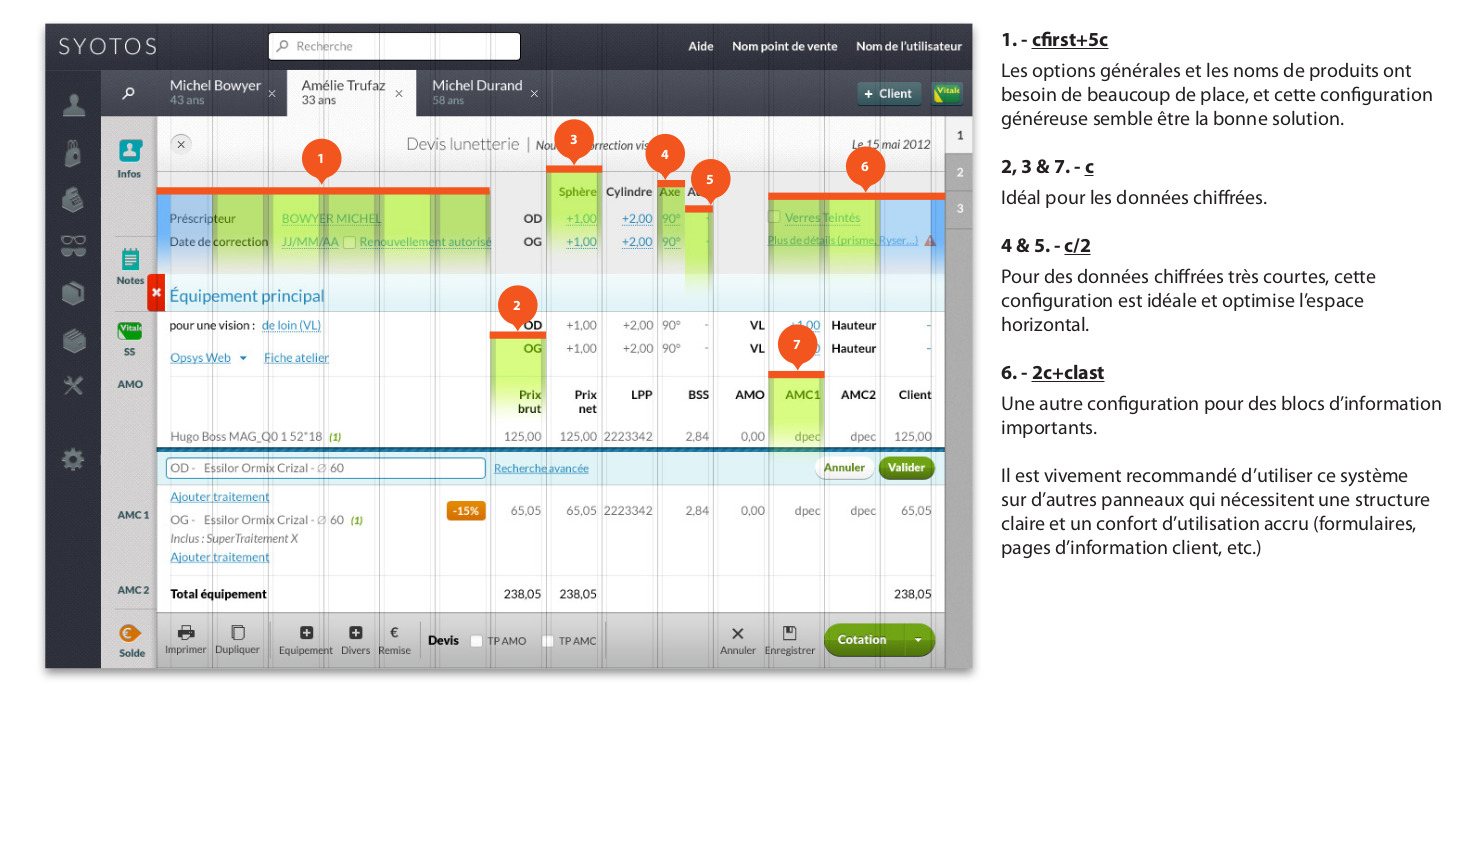 SYOTOS
Recherche
Aide Nom point de vente Nom de l'utilisateur
Michel Bowyer
43 ans
Amélie Trufaz
33 ans
Michel Durand
58 ans
+ Client
Vitale
Infos
Notes
Vitale
SS
AMO
AMC 1
AMC 2
Solde
Devis lunetterie |
Le 15 mai 2012
1
2
3
1
2
3
4
5
6
7
Sphère Cylindre Axe
Préscripteur BOWYER MICHEL OD +1,00 +2,00 90° - Verres Teintés
Date de correction JJ/MM/AA Renouvellement autorisé OG +1,00 +2,00 90° - Plus de détails (prisme, Ryser...)
Équipement principal
pour une vision : de loin (VL) OD +1,00 +2,00 90° - VL +1,00 Hauteur -
OG +1,00 +2,00 90° - VL Hauteur -
Opsys Web Fiche atelier
Prix brut Prix net LPP BSS AMO AMC1 AMC2 Client
Hugo Boss MAG_Q0 1 52*18 (1) 125,00 125,00 2223342 2,84 0,00 dpec dpec 125,00
OD - Essilor Ormix Crizal - ∅ 60 Recherche avancée Annuler Valider
Ajouter traitement
OG - Essilor Ormix Crizal - ∅ 60 (1) -15% 65,05 65,05 2223342 2,84 0,00 dpec dpec 65,05
Inclus : SuperTraitement X
Ajouter traitement
Total équipement 238,05 238,05 238,05
Imprimer Dupliquer Equipement Divers € Remise Devis TP AMO TP AMC Annuler Enregistrer Cotation
1. - cfirst+5c
Les options générales et les noms de produits ont
besoin de beaucoup de place, et cette configuration
généreuse semble être la bonne solution.
2, 3 & 7. - c
Idéal pour les données chiffrées.
4 & 5. - c/2
Pour des données chiffrées très courtes, cette
configuration est idéale et optimise l'espace
horizontal.
6. - 2c+clast
Une autre configuration pour des blocs d'information
importants.
Il est vivement recommandé d'utiliser ce système
sur d'autres panneaux qui nécessitent une structure
claire et un confort d'utilisation accru (formulaires,
pages d'information client, etc.)